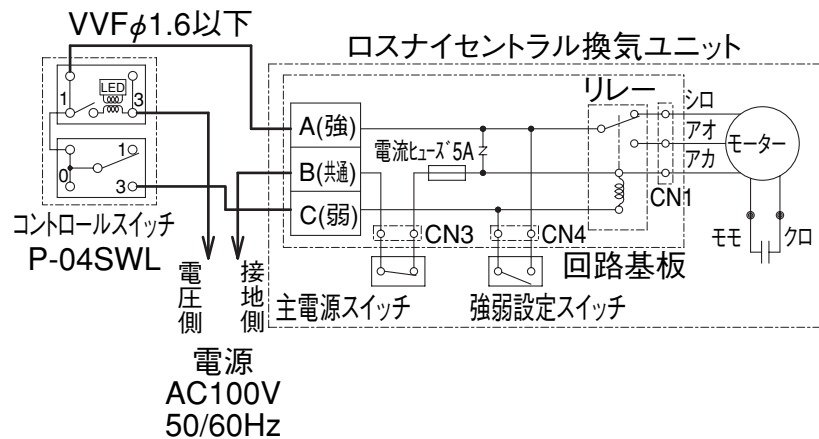 VVFφ1.6以下
ロスナイセントラル換気ユニット
LED
1
3
0
1
3
コントロールスイッチ
P-04SWL
電圧側
接地側
電源
AC100V
50/60Hz
A(強)
B(共通)
C(弱)
電流ヒューズ5A
リレー
シロ
アオ
アカ
CN1
モーター
モモ
クロ
CN3
CN4
回路基板
主電源スイッチ
強弱設定スイッチ